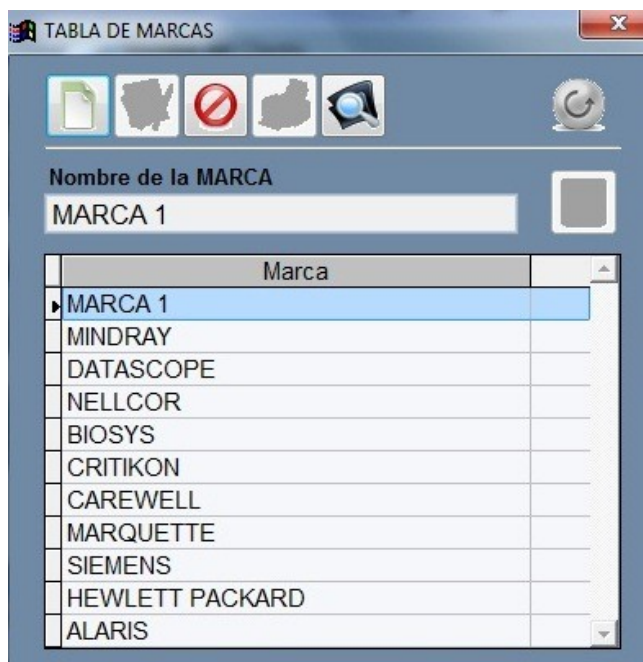 TABLA DE MARCAS
Nombre de la MARCA
MARCA 1
Marca
MARCA 1
MINDRAY
DATASCOPE
NELLCOR
BIOSYS
CRITIKON
CAREWELL
MARQUETTE
SIEMENS
HEWLETT PACKARD
ALARIS